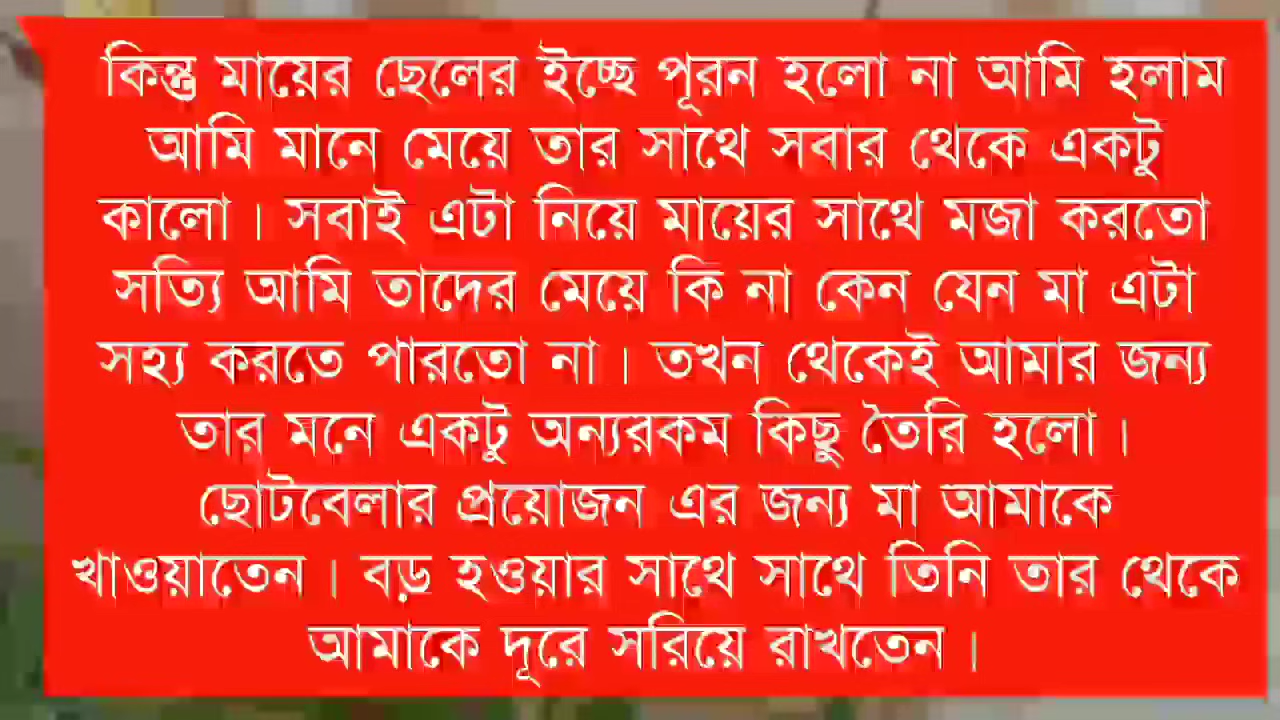 কিন্তু মায়ের ছেলের ইচ্ছে পূরন হলো না আমি হলাম
আমি মানে মেয়ে তার সাথে সবার থেকে একটু
কালো। সবাই এটা নিয়ে মায়ের সাথে মজা করতো
সত্যি আমি তাদের মেয়ে কি না কেন যেন মা এটা
সহ্য করতে পারতো না। তখন থেকেই আমার জন্য
তার মনে একটু অন্যরকম কিছু তৈরি হলো।
ছোটবেলার প্রয়োজন এর জন্য মা আমাকে
খাওয়াতেন। বড় হওয়ার সাথে সাথে তিনি তার থেকে
আমাকে দূরে সরিয়ে রাখতেন।